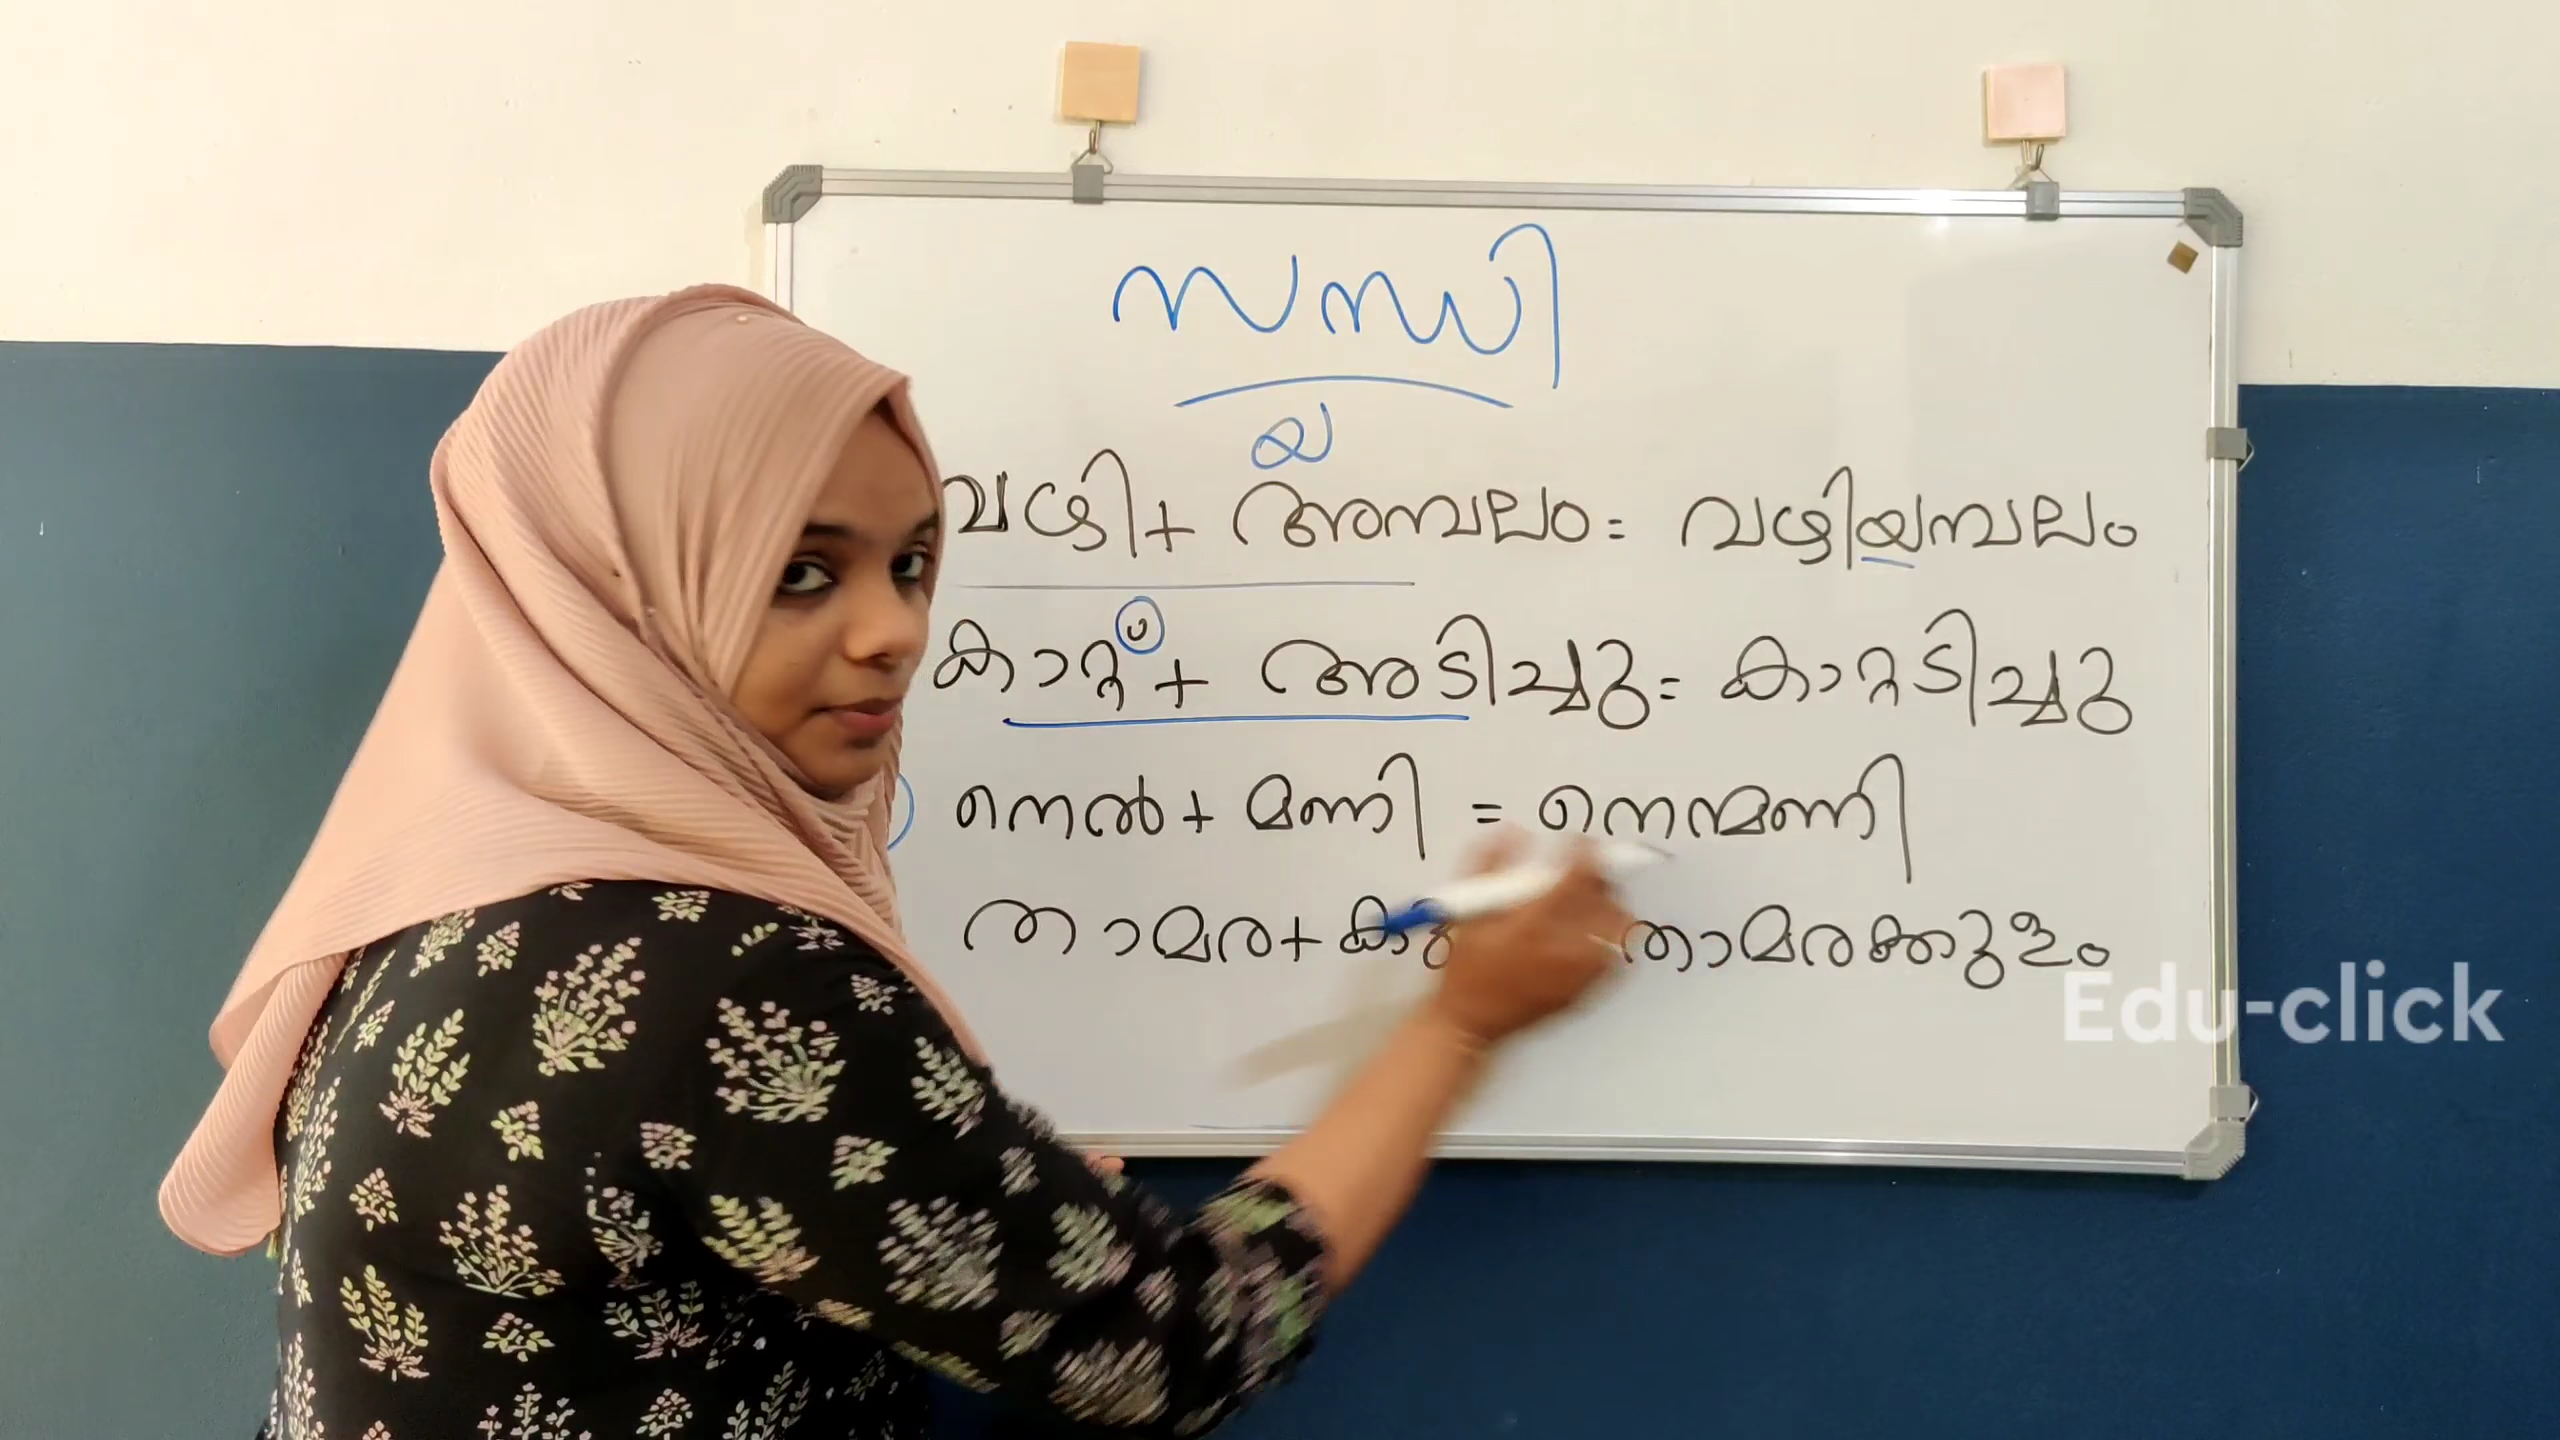 സന്ധി
യ
വഴി + അമ്പലം = വഴിയമ്പലം
കാറ്റ് + അടിച്ചു = കാറ്റടിച്ചു
നെൽ + മണി = നെന്മണി
താമര + താമരക്കുളം
Edu-click